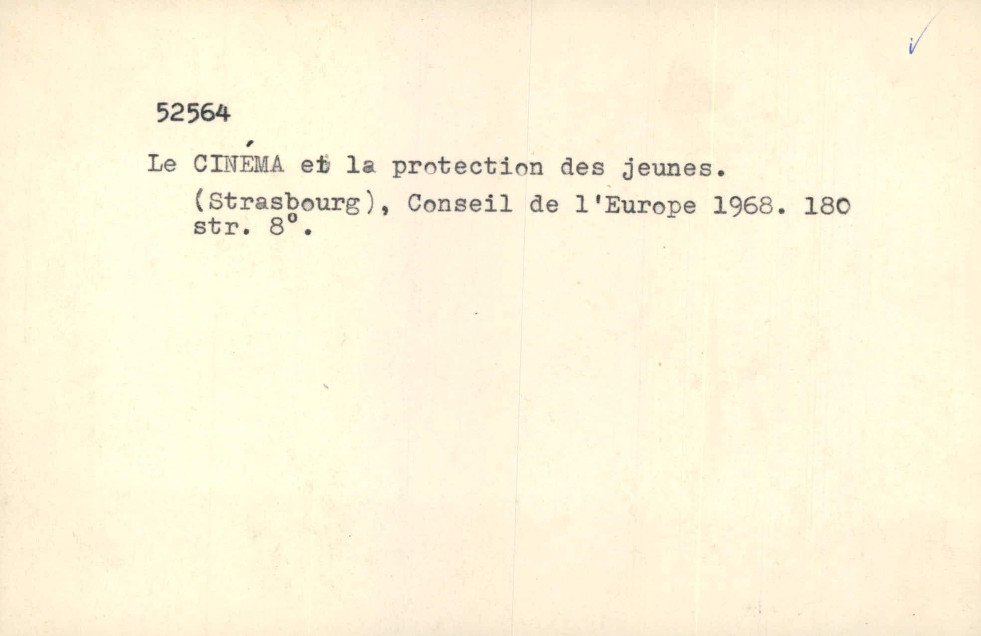 52564
Le CINÉMA et la protection des jeunes.
(Strasbourg), Conseil de l'Europe 1968. 180
str. 8°.